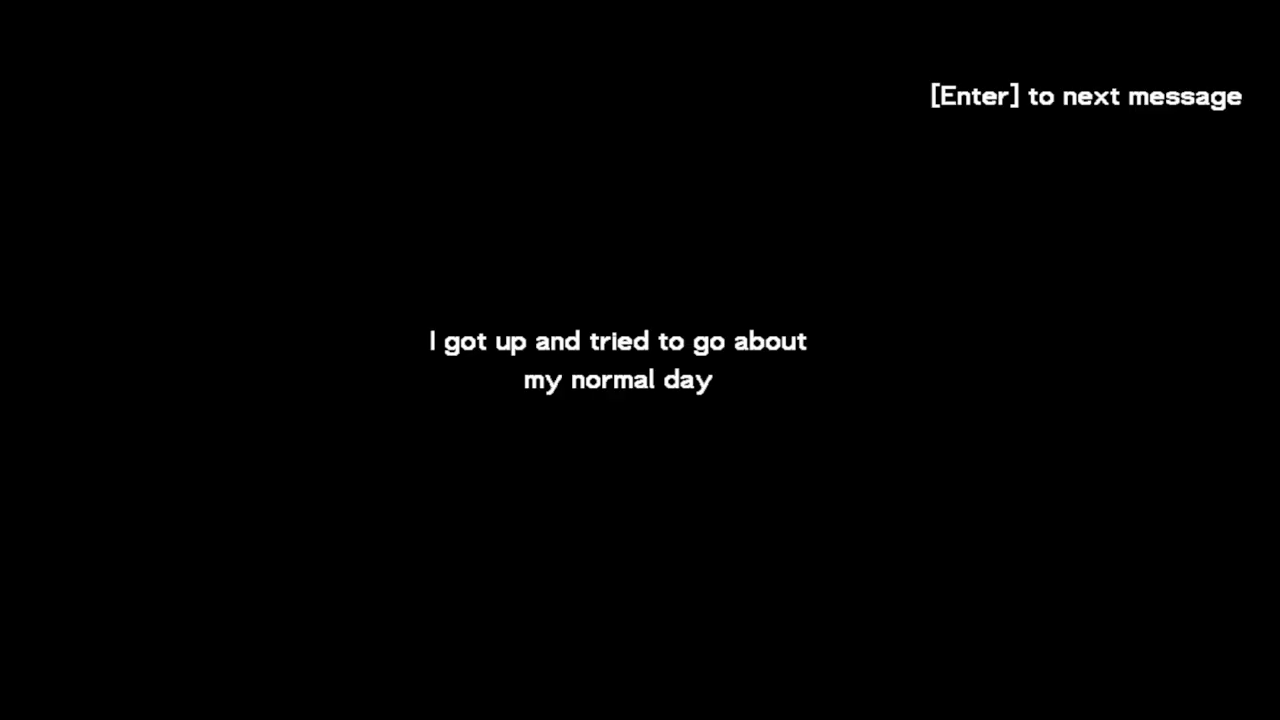 [Enter] to next message
I got up and tried to go about
my normal day